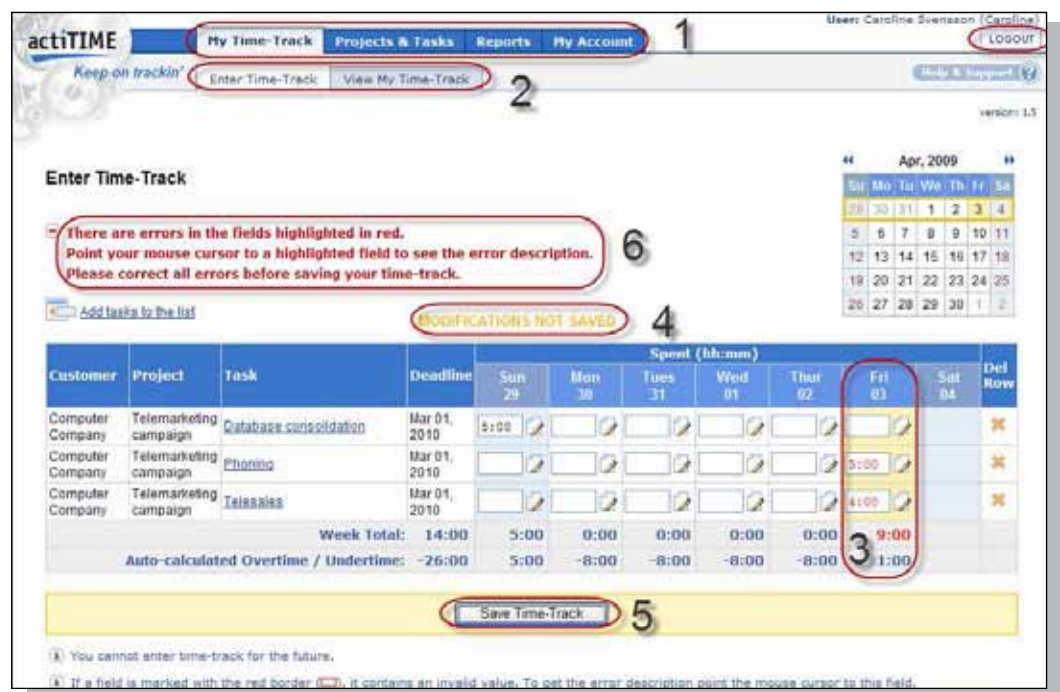 User: Caroline Svensson (Caroline)
actiTIME
My Time-Track Projects & Tasks Reports My Account 1
LOGOUT
Keep on trackin'
Enter Time-Track View My Time-Track 2
Help & Support ?
version: 1.5
Enter Time-Track
Apr, 2009
Su Mo Tu We Th Fr Sa
29 30 31 1 2 3 4
5 6 7 8 9 10 11
12 13 14 15 16 17 18
19 20 21 22 23 24 25
26 27 28 29 30 1 2
There are errors in the fields highlighted in red.
Point your mouse cursor to a highlighted field to see the error description.
Please correct all errors before saving your time-track.
6
Add tasks to the list
MODIFICATIONS NOT SAVED 4
Spent (hh:mm)
Customer Project Task Deadline Sun 29 Mon 30 Tues 31 Wed 01 Thur 02 Fri 03 Sat 04 Del Row
Computer Company Telemarketing campaign Database consolidation Mar 01, 2010 5:00
Computer Company Telemarketing campaign Phoning Mar 01, 2010 5:00
Computer Company Telemarketing campaign Telesales Mar 01, 2010 4:00
Week Total: 14:00 5:00 0:00 0:00 0:00 0:00 9:00
3
Auto-calculated Overtime / Undertime: -26:00 5:00 -8:00 -8:00 -8:00 -8:00 1:00
Save Time-Track 5
You cannot enter time-track for the future.
If a field is marked with the red border, it contains an invalid value. To get the error description point the mouse cursor to this field.